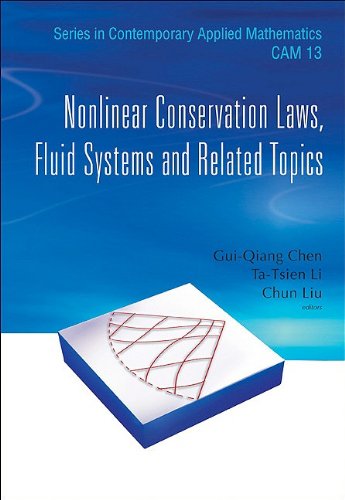 Series in Contemporary Applied Mathematics
CAM 13
Nonlinear Conservation Laws,
Fluid Systems and Related Topics
Gui-Qiang Chen
Ta-Tsien Li
Chun Liu
editors